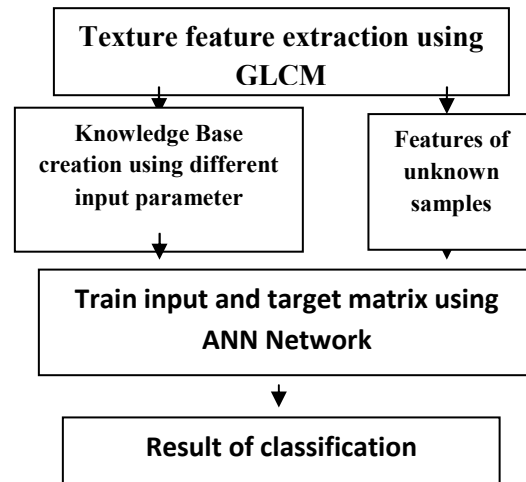 Texture feature extraction using
GLCM
Knowledge Base
creation using different
input parameter
Features of
unknown
samples
Train input and target matrix using
ANN Network
Result of classification